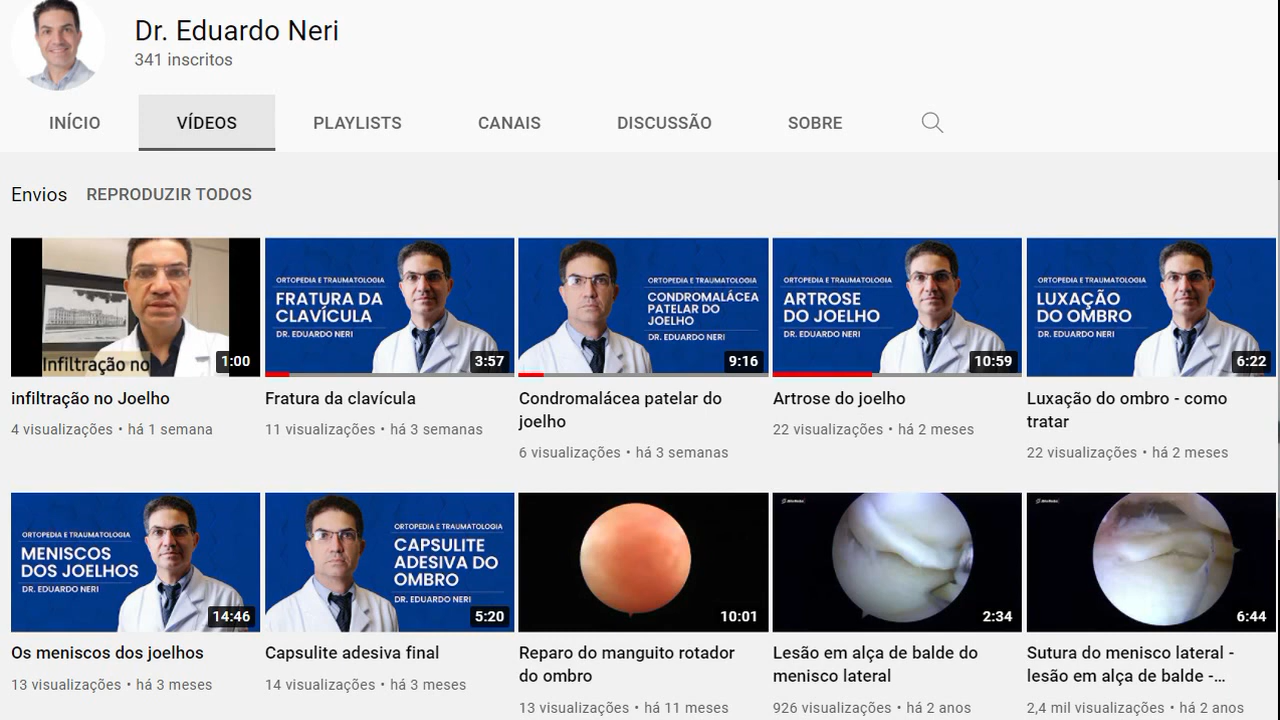 Dr. Eduardo Neri
341 inscritos
INÍCIO VÍDEOS PLAYLISTS CANAIS DISCUSSÃO SOBRE
Envios REPRODUZIR TODOS
Infiltração no
1:00
ORTOPEDIA E TRAUMATOLOGIA
FRATURA DA
CLAVÍCULA
DR. EDUARDO NERI
3:57
ORTOPEDIA E TRAUMATOLOGIA
CONDROMALÁCEA
PATELAR DO
JOELHO
DR. EDUARDO NERI
9:16
ORTOPEDIA E TRAUMATOLOGIA
ARTROSE
DO JOELHO
DR. EDUARDO NERI
10:59
ORTOPEDIA E TRAUMATOLOGIA
LUXAÇÃO
DO OMBRO
DR. EDUARDO NERI
6:22
infiltração no Joelho
4 visualizações • há 1 semana
Fratura da clavícula
11 visualizações • há 3 semanas
Condromalácea patelar do
joelho
6 visualizações • há 3 semanas
Artrose do joelho
22 visualizações • há 2 meses
Luxação do ombro - como
tratar
22 visualizações • há 2 meses
ORTOPEDIA E TRAUMATOLOGIA
MENISCOS
DOS JOELHOS
DR. EDUARDO NERI
14:46
ORTOPEDIA E TRAUMATOLOGIA
CAPSULITE
ADESIVA DO
OMBRO
DR. EDUARDO NERI
5:20
10:01
2:34
6:44
Os meniscos dos joelhos
13 visualizações • há 3 meses
Capsulite adesiva final
14 visualizações • há 3 meses
Reparo do manguito rotador
do ombro
13 visualizações • há 11 meses
Lesão em alça de balde do
menisco lateral
926 visualizações • há 2 anos
Sutura do menisco lateral -
lesão em alça de balde -...
2,4 mil visualizações • há 2 anos